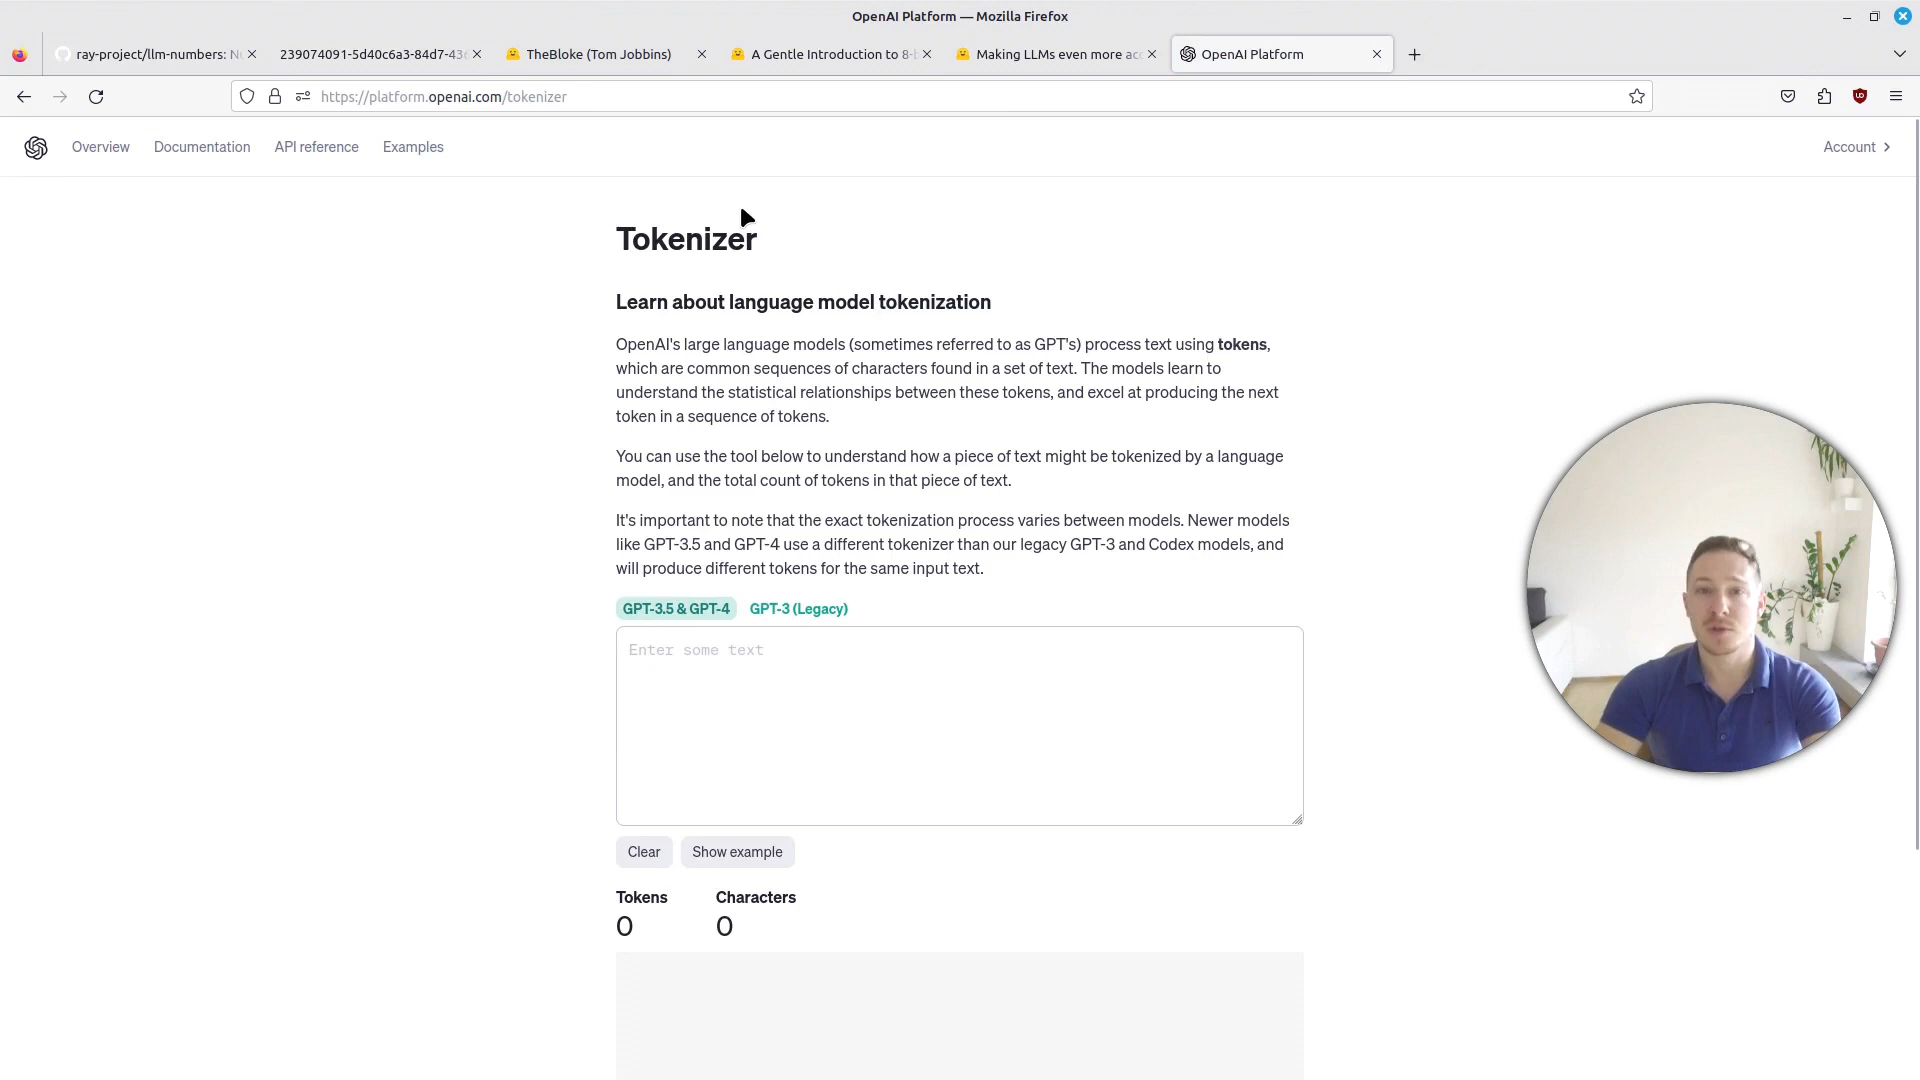 OpenAI Platform — Mozilla Firefox
ray-project/llm-numbers: Nu
239074091-5d40c6a3-84d7-436
TheBloke (Tom Jobbins)
A Gentle Introduction to 8-b
Making LLMs even more acc
OpenAI Platform
https://platform.openai.com/tokenizer
Overview
Documentation
API reference
Examples
Account
Tokenizer
Learn about language model tokenization
OpenAI's large language models (sometimes referred to as GPT's) process text using tokens,
which are common sequences of characters found in a set of text. The models learn to
understand the statistical relationships between these tokens, and excel at producing the next
token in a sequence of tokens.
You can use the tool below to understand how a piece of text might be tokenized by a language
model, and the total count of tokens in that piece of text.
It's important to note that the exact tokenization process varies between models. Newer models
like GPT-3.5 and GPT-4 use a different tokenizer than our legacy GPT-3 and Codex models, and
will produce different tokens for the same input text.
GPT-3.5 & GPT-4
GPT-3 (Legacy)
Enter some text
Clear
Show example
Tokens
Characters
0
0